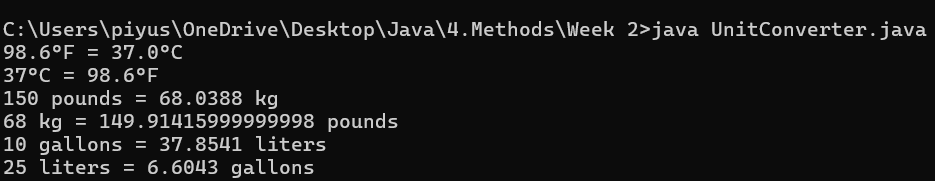 C:\Users\piyus\OneDrive\Desktop\Java\4.Methods\Week 2>java UnitConverter.java
98.6°F = 37.0°C
37°C = 98.6°F
150 pounds = 68.0388 kg
68 kg = 149.91415999999998 pounds
10 gallons = 37.8541 liters
25 liters = 6.6043 gallons